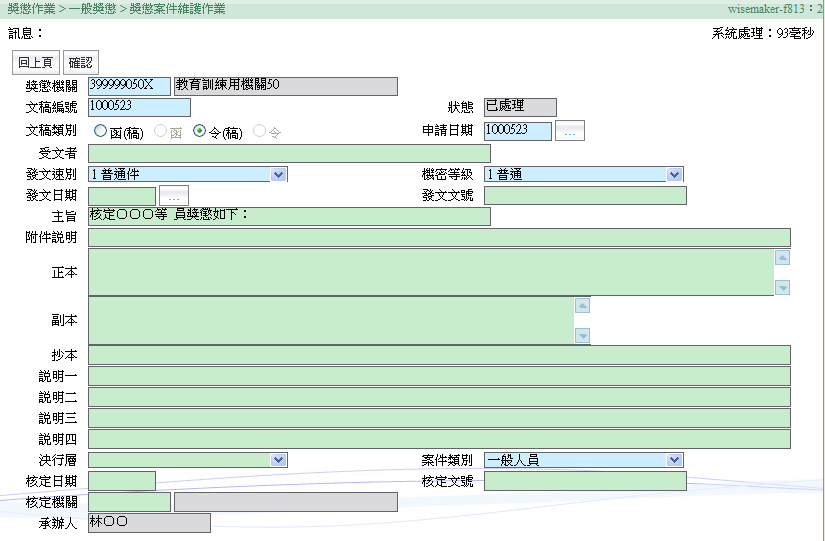 獎懲作業 > 一般獎懲 > 獎懲案件維護作業 wisemaker-f813：2
訊息： 系統處理：93毫秒
回上頁 確認
獎懲機關 399999050X 教育訓練用機關50
文稿編號 1000523 狀態 已處理
文稿類別 函(稿) 函 令(稿) 令 申請日期 1000523 ...
受文者
發文速別 1 普通件 機密等級 1 普通
發文日期 ... 發文文號
主旨 核定○○○等 員獎懲如下：
附件說明
正本
副本
抄本
說明一
說明二
說明三
說明四
決行層 案件類別 一般人員
核定日期 核定文號
核定機關
承辦人 林○○